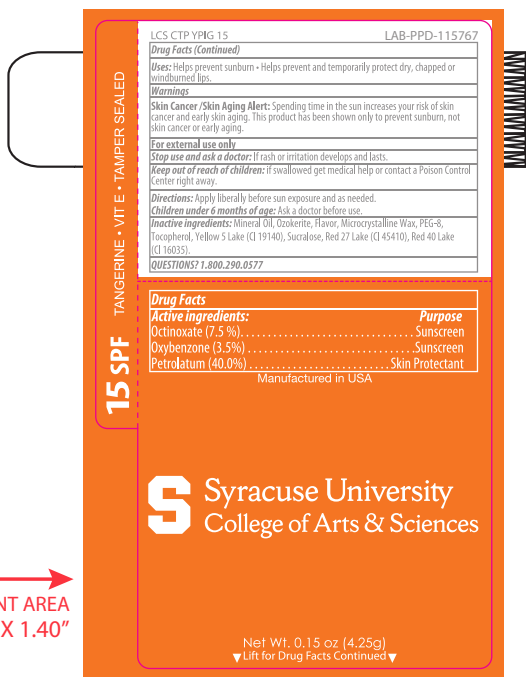 LCS CTP YPIG 15 LAB-PPD-115767
Drug Facts (Continued)
Uses: Helps prevent sunburn • Helps prevent and temporarily protect dry, chapped or
windburned lips.
Warnings
Skin Cancer /Skin Aging Alert: Spending time in the sun increases your risk of skin
cancer and early skin aging. This product has been shown only to prevent sunburn, not
skin cancer or early aging.
For external use only
Stop use and ask a doctor: If rash or irritation develops and lasts.
Keep out of reach of children: if swallowed get medical help or contact a Poison Control
Center right away.
Directions: Apply liberally before sun exposure and as needed.
Children under 6 months of age: Ask a doctor before use.
Inactive ingredients: Mineral Oil, Ozokerite, Flavor, Microcrystalline Wax, PEG-8,
Tocopherol, Yellow 5 Lake (CJ 19140), Sucralose, Red 27 Lake (CJ 45410), Red 40 Lake
(CJ 16035).
QUESTIONS? 1.800.290.0577
15 SPF TANGERINE • VIT E • TAMPER SEALED
Drug Facts
Active ingredients: Purpose
Octinoxate (7.5 %)................................Sunscreen
Oxybenzone (3.5%)...............................Sunscreen
Petrolatum (40.0%)..........................Skin Protectant
Manufactured in USA
S Syracuse University
College of Arts & Sciences
NT AREA
X 1.40"
Net Wt. 0.15 oz (4.25g)
▼Lift for Drug Facts Continued▼